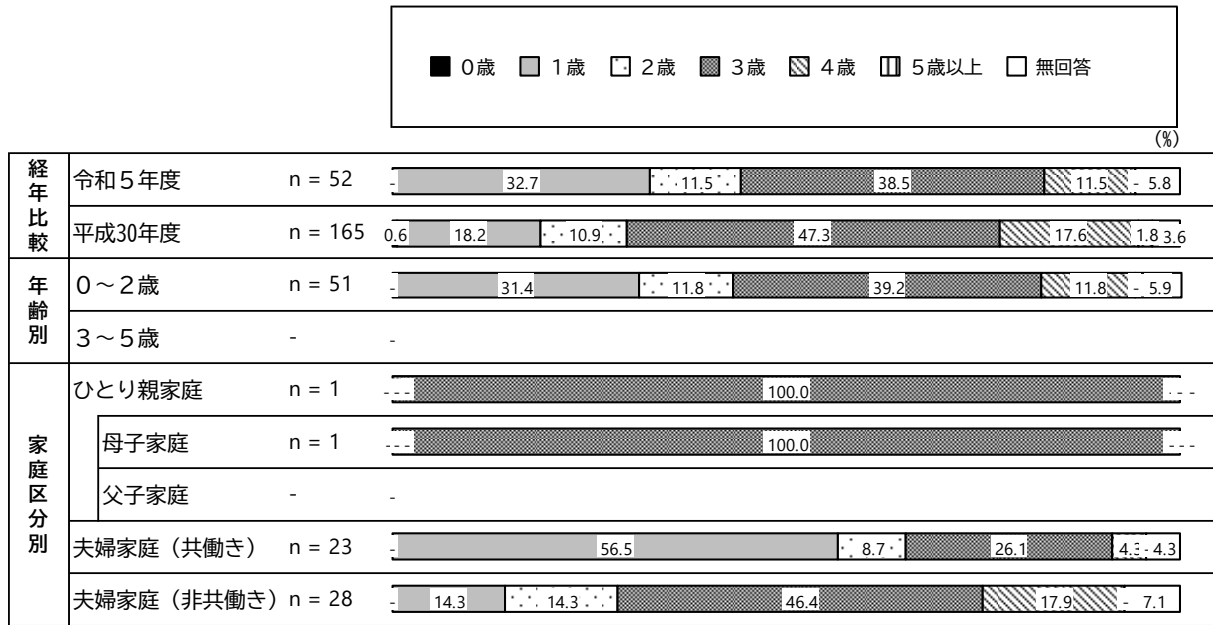 ０歳 １歳 ２歳 ３歳 ４歳 ５歳以上 無回答
(%)
経年比較
令和５年度 n = 52 - 32.7 11.5 38.5 11.5 - 5.8
平成30年度 n = 165 0.6 18.2 10.9 47.3 17.6 1.8 3.6
年齢別
０～２歳 n = 51 - 31.4 11.8 39.2 11.8 - 5.9
３～５歳 - -
家庭区分別
ひとり親家庭 n = 1 - - - 100.0 - - -
母子家庭 n = 1 - - - 100.0 - - -
父子家庭 - -
夫婦家庭（共働き） n = 23 - 56.5 8.7 26.1 4.3 - 4.3
夫婦家庭（非共働き） n = 28 - 14.3 14.3 46.4 17.9 - 7.1